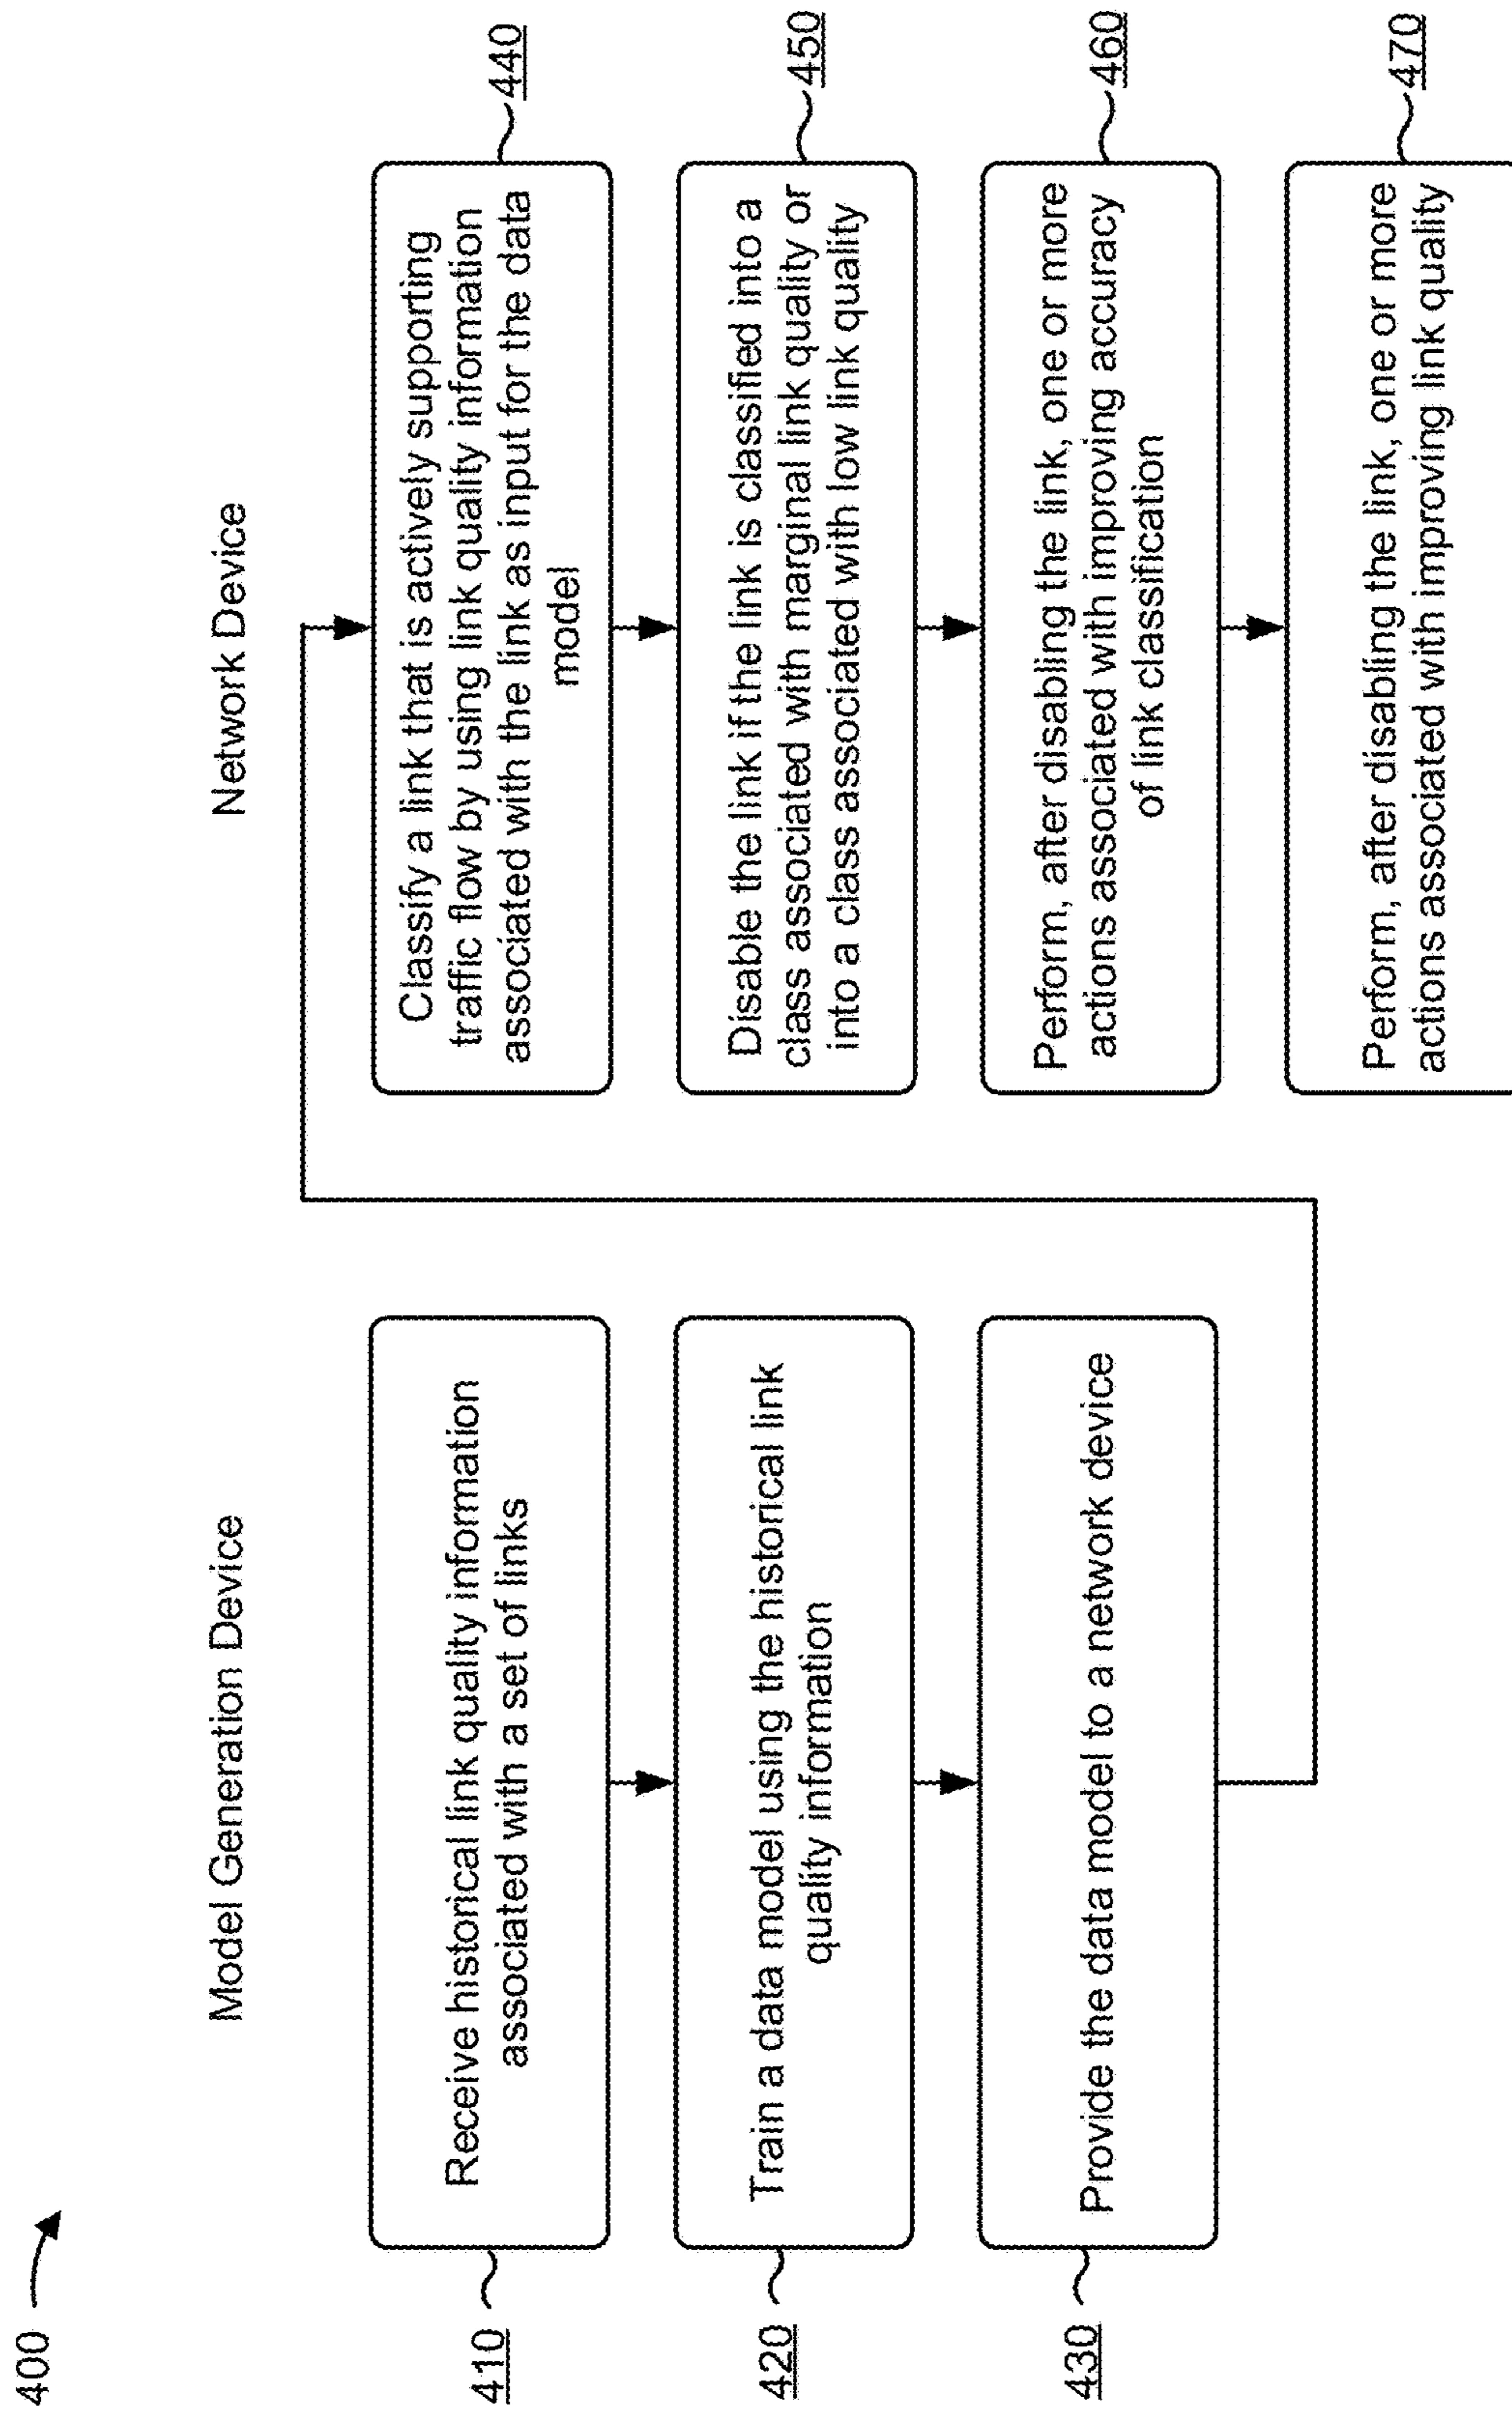 400
Model Generation Device
410
Receive historical link quality information
associated with a set of links
420
Train a data model using the historical link
quality information
430
Provide the data model to a network device
Network Device
440
Classify a link that is actively supporting
traffic flow by using link quality information
associated with the link as input for the data
model
450
Disable the link if the link is classified into a
class associated with marginal link quality or
into a class associated with low link quality
460
Perform, after disabling the link, one or more
actions associated with improving accuracy
of link classification
470
Perform, after disabling the link, one or more
actions associated with improving link quality